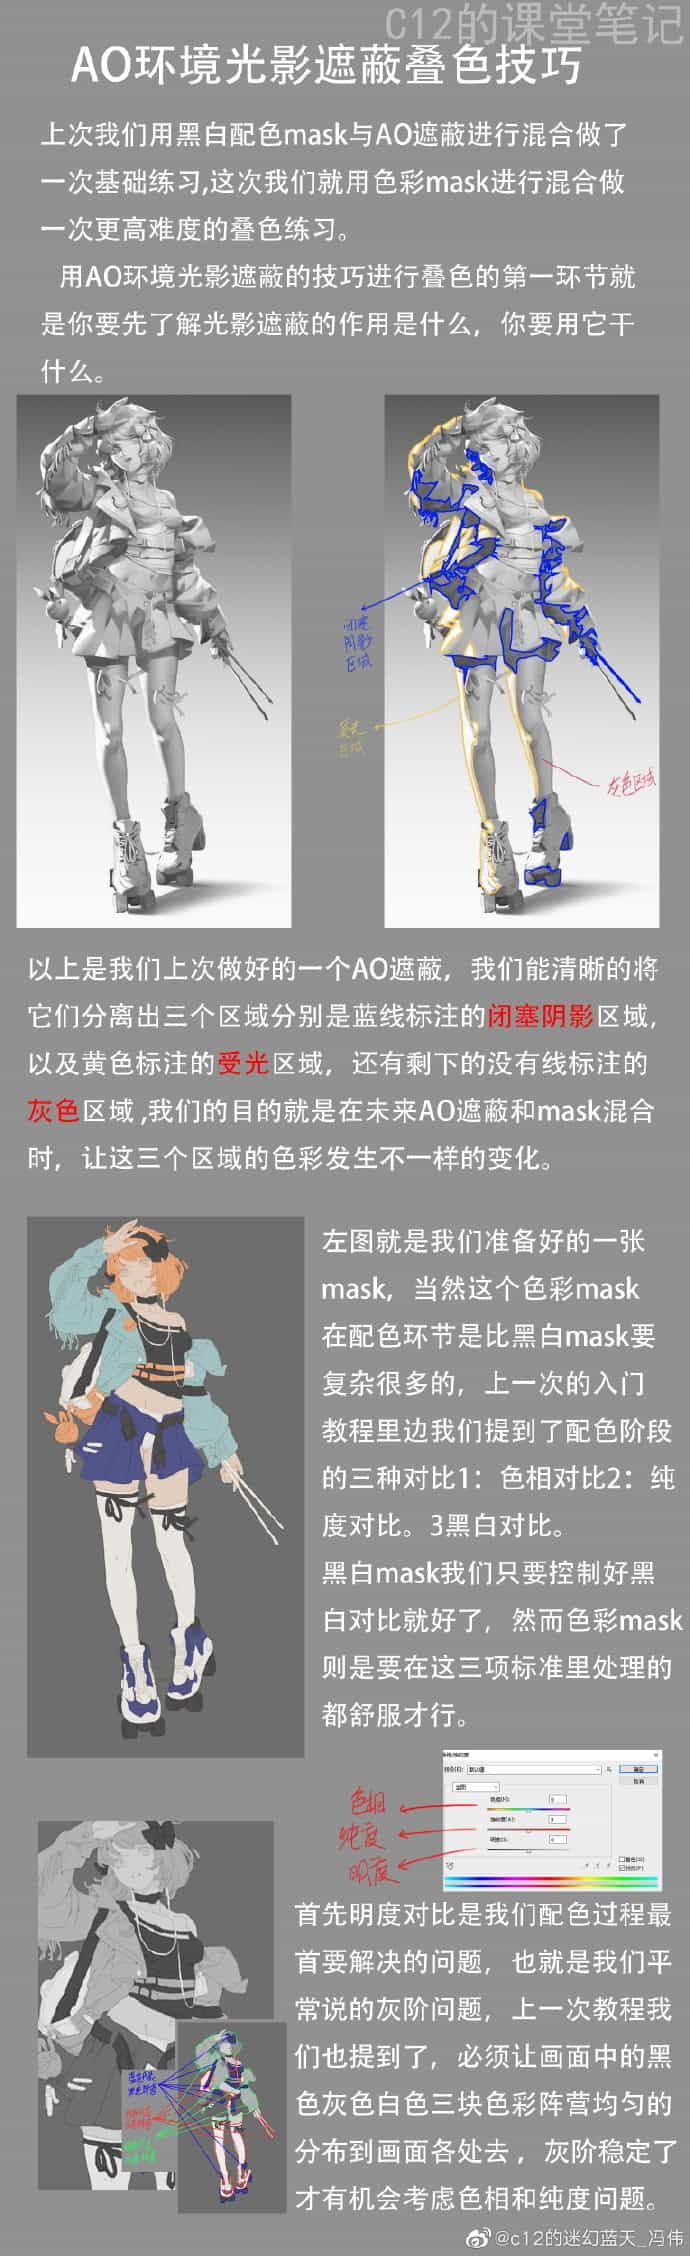 C12的课堂笔记
AO环境光影遮蔽叠色技巧
上次我们用黑白配色mask与AO遮蔽进行混合做了
一次基础练习,这次我们就用色彩mask进行混合做
一次更高难度的叠色练习。
用AO环境光影遮蔽的技巧进行叠色的第一环节就
是你要先了解光影遮蔽的作用是什么，你要用它干
什么。
闭塞
阴影
区域
受光
区域
灰色区域
以上是我们上次做好的一个AO遮蔽，我们能清晰的将
它们分离出三个区域分别是蓝线标注的闭塞阴影区域，
以及黄色标注的受光区域，还有剩下的没有线标注的
灰色区域,我们的目的就是在未来AO遮蔽和mask混合
时，让这三个区域的色彩发生不一样的变化。
左图就是我们准备好的一张
mask，当然这个色彩mask
在配色环节是比黑白mask要
复杂很多的，上一次的入门
教程里边我们提到了配色阶段
的三种对比1：色相对比2：纯
度对比。3黑白对比。
黑白mask我们只要控制好黑
白对比就好了，然而色彩mask
则是要在这三项标准里处理的
都舒服才行。
色相
纯度
明度
首先明度对比是我们配色过程最
首要解决的问题，也就是我们平
常说的灰阶问题，上一次教程我
们也提到了，必须让画面中的黑
色灰色白色三块色彩阵营均匀的
分布到画面各处去，灰阶稳定了
才有机会考虑色相和纯度问题。
@c12的迷幻蓝天_冯伟